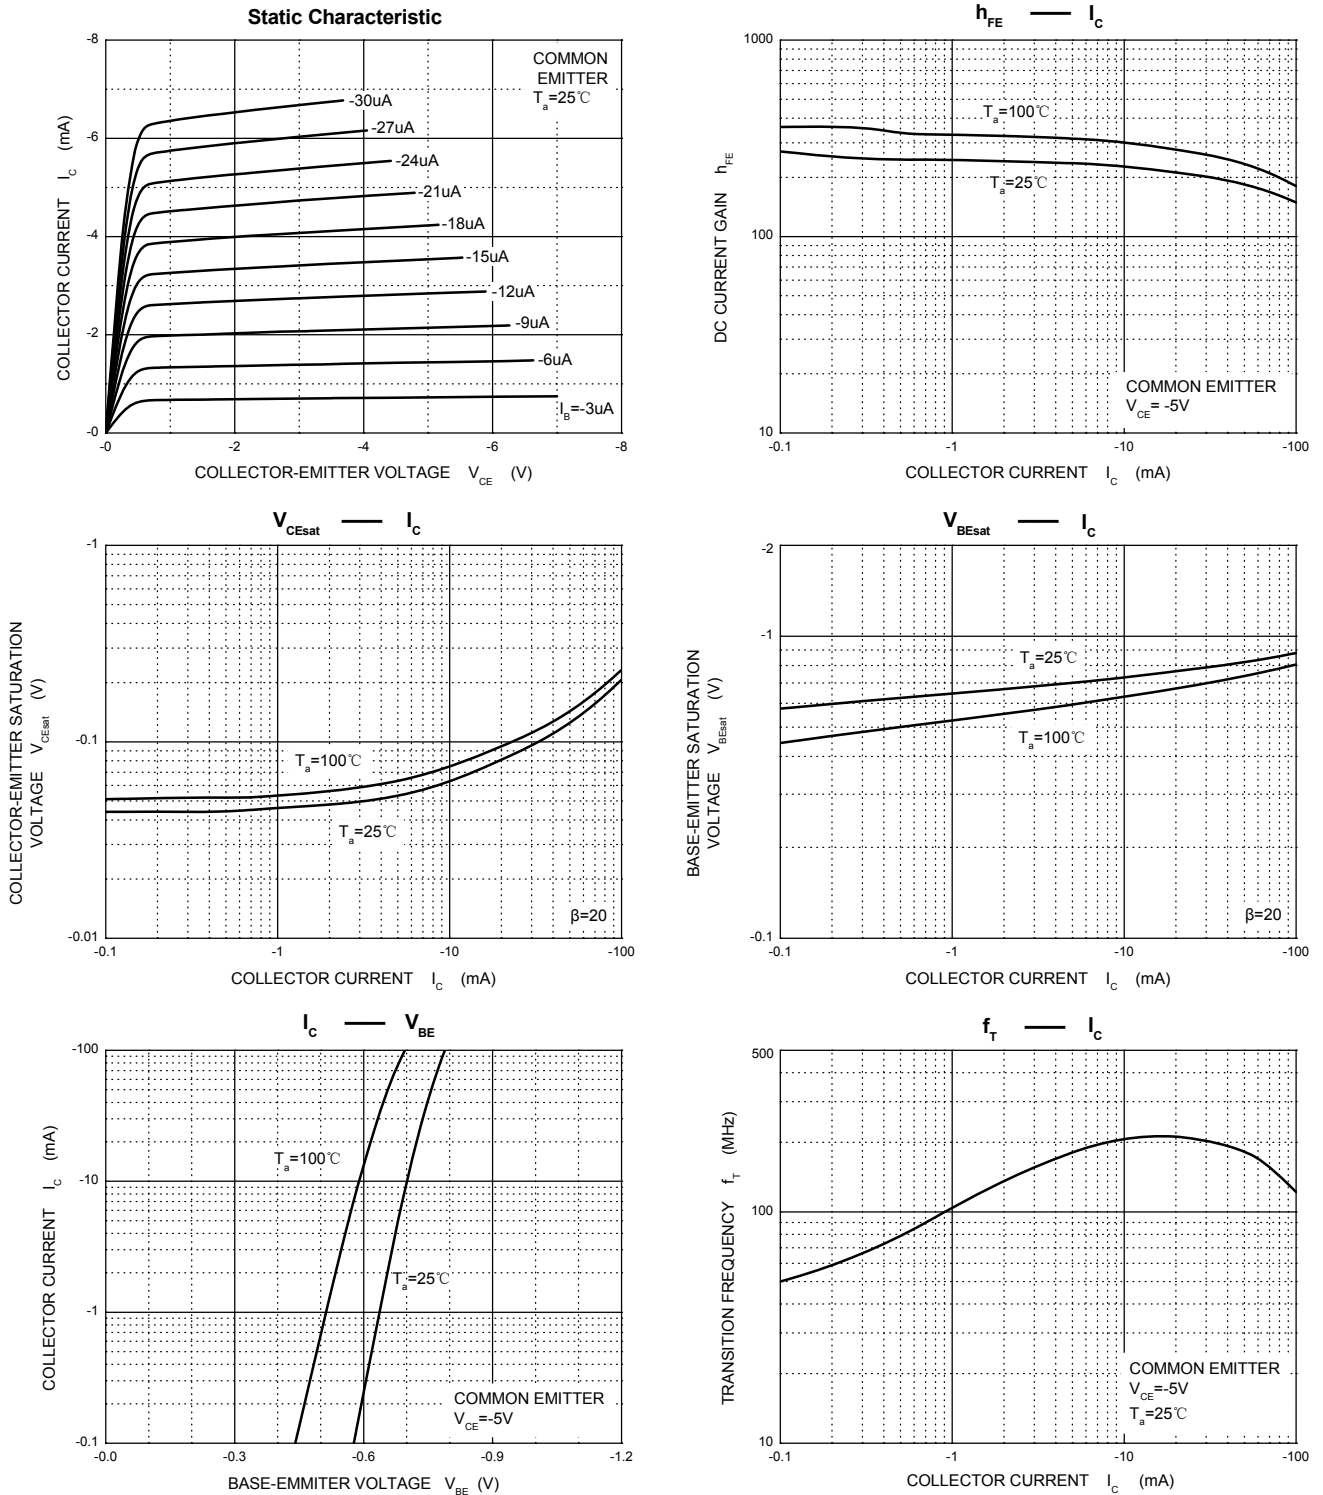 Static Characteristic
-8
-6
-4
-2
-0
-0
-2
-4
-6
-8
COLLECTOR CURRENT I_C (mA)
COLLECTOR-EMITTER VOLTAGE V_CE (V)
COMMON
EMITTER
T_a=25℃
-30uA
-27uA
-24uA
-21uA
-18uA
-15uA
-12uA
-9uA
-6uA
I_B=-3uA
h_FE — I_C
1000
100
10
-0.1
-1
-10
-100
DC CURRENT GAIN h_FE
COLLECTOR CURRENT I_C (mA)
T_a=100℃
T_a=25℃
COMMON EMITTER
V_CE= -5V
V_CEsat — I_C
-1
-0.1
-0.01
-0.1
-1
-10
-100
COLLECTOR-EMITTER SATURATION
VOLTAGE V_CEsat (V)
COLLECTOR CURRENT I_C (mA)
T_a=100℃
T_a=25℃
β=20
V_BEsat — I_C
-2
-1
-0.1
-0.1
-1
-10
-100
BASE-EMITTER SATURATION
VOLTAGE V_BEsat (V)
COLLECTOR CURRENT I_C (mA)
T_a=25℃
T_a=100℃
β=20
I_C — V_BE
-100
-10
-1
-0.1
-0.0
-0.3
-0.6
-0.9
-1.2
COLLECTOR CURRENT I_C (mA)
BASE-EMMITER VOLTAGE V_BE (V)
T_a=100℃
T_a=25℃
COMMON EMITTER
V_CE=-5V
f_T — I_C
500
100
10
-0.1
-1
-10
-100
TRANSITION FREQUENCY f_T (MHz)
COLLECTOR CURRENT I_C (mA)
COMMON EMITTER
V_CE=-5V
T_a=25℃